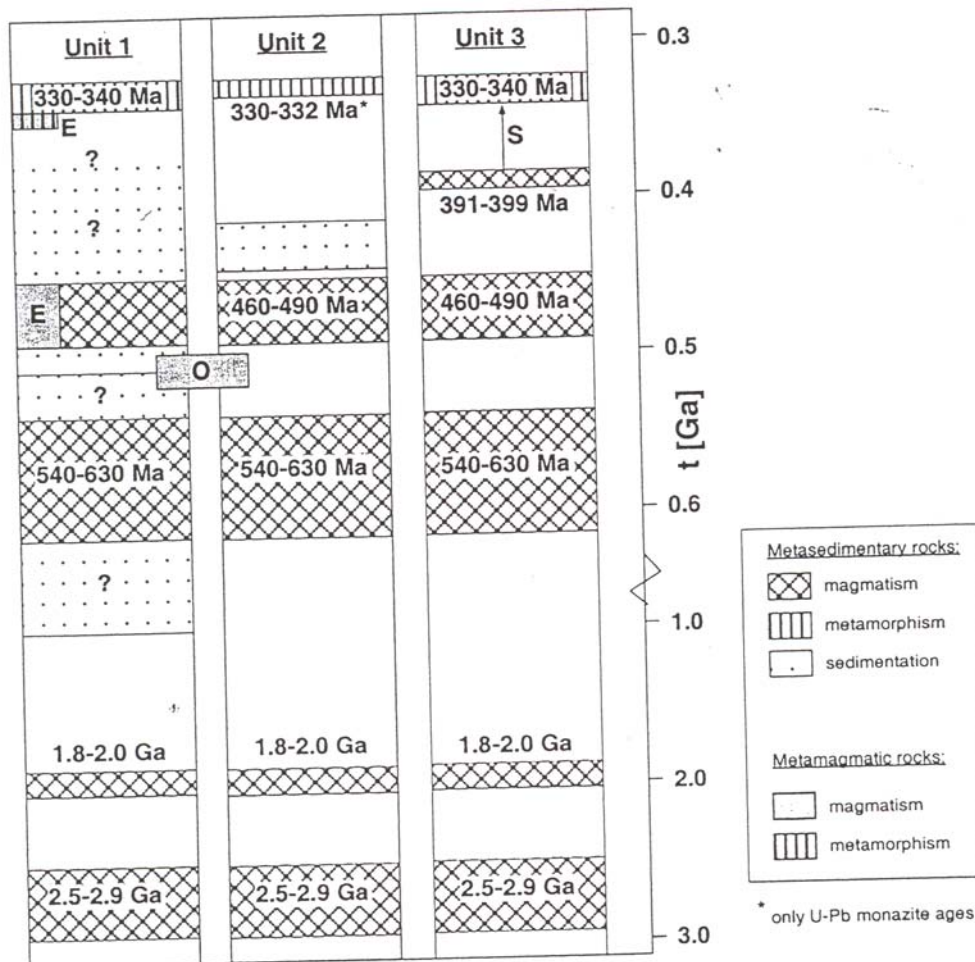 Unit 1
Unit 2
Unit 3
0.3
330-340 Ma
330-332 Ma*
330-340 Ma
E
S
?
0.4
391-399 Ma
?
E
460-490 Ma
460-490 Ma
0.5
O
?
t [Ga]
540-630 Ma
540-630 Ma
540-630 Ma
0.6
?
1.0
1.8-2.0 Ga
1.8-2.0 Ga
1.8-2.0 Ga
2.0
2.5-2.9 Ga
2.5-2.9 Ga
2.5-2.9 Ga
3.0
Metasedimentary rocks:
magmatism
metamorphism
sedimentation
Metamagmatic rocks:
magmatism
metamorphism
* only U-Pb monazite ages